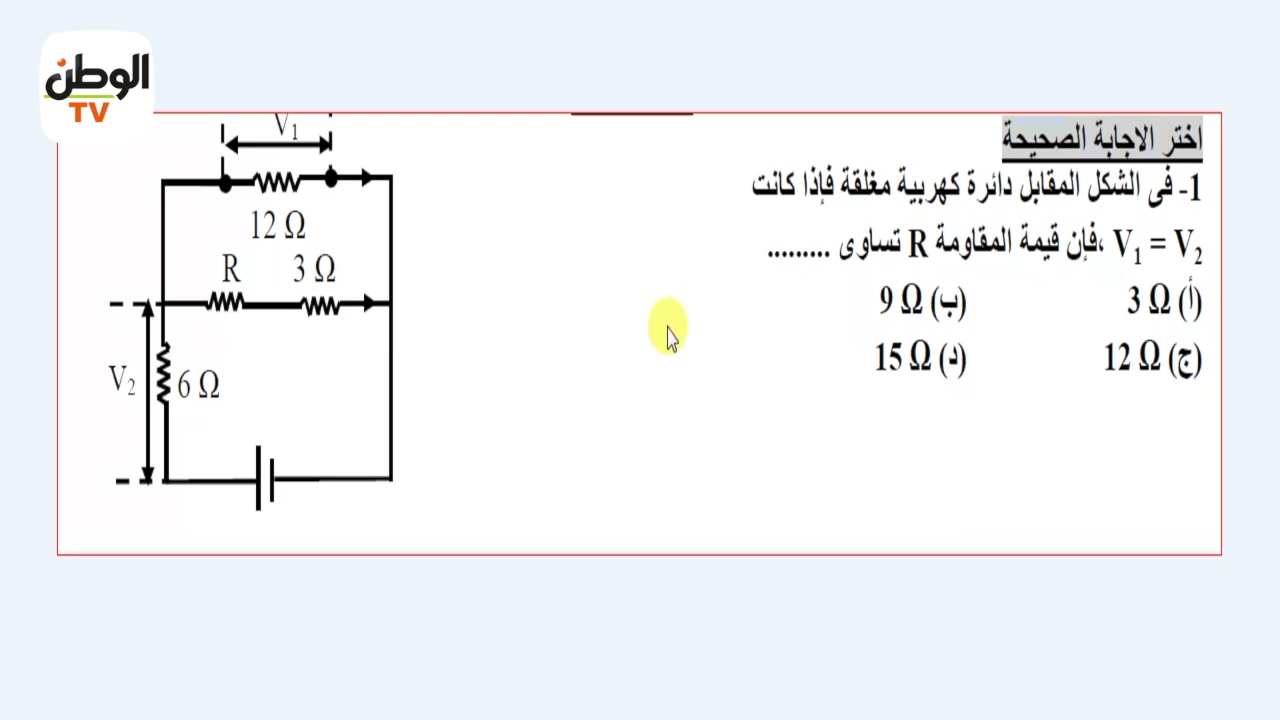 الوطن
TV
اختر الاجابة الصحيحة
1- فى الشكل المقابل دائرة كهربية مغلقة فإذا كانت
V₁ = V₂ ،فإن قيمة المقاومة R تساوى .........
(أ) 3 Ω (ب) 9 Ω
(ج) 12 Ω (د) 15 Ω
V₁
12 Ω
R 3 Ω
V₂ 6 Ω